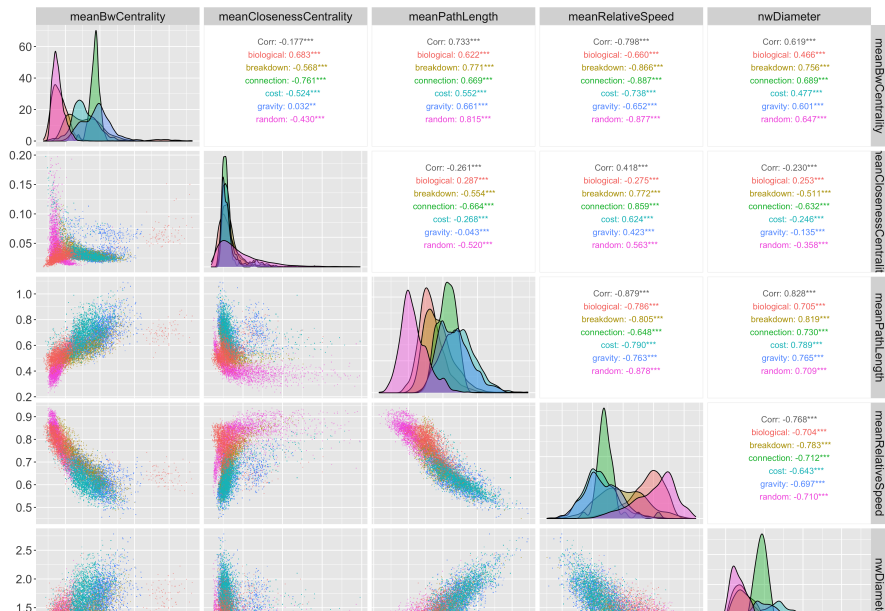 meanBwCentrality meanClosenessCentrality meanPathLength meanRelativeSpeed nwDiameter
60
40
20
0
Corr: -0.177***
biological: 0.683***
breakdown: -0.568***
connection: -0.761***
cost: -0.524***
gravity: 0.032**
random: -0.430***
Corr: 0.733***
biological: 0.622***
breakdown: 0.771***
connection: 0.669***
cost: 0.552***
gravity: 0.661***
random: 0.815***
Corr: -0.798***
biological: -0.660***
breakdown: -0.866***
connection: -0.887***
cost: -0.738***
gravity: -0.652***
random: -0.877***
Corr: 0.619***
biological: 0.466***
breakdown: 0.756***
connection: 0.689***
cost: 0.477***
gravity: 0.601***
random: 0.647***
meanBwCentrality
0.20
0.15
0.10
0.05
Corr: -0.261***
biological: 0.287***
breakdown: -0.554***
connection: -0.664***
cost: -0.268***
gravity: -0.043***
random: -0.520***
Corr: 0.418***
biological: -0.275***
breakdown: 0.772***
connection: 0.859***
cost: 0.624***
gravity: 0.423***
random: 0.563***
Corr: -0.230***
biological: 0.253***
breakdown: -0.511***
connection: -0.632***
cost: -0.246***
gravity: -0.135***
random: -0.358***
neanClosenessCentralit
1.0
0.8
0.6
0.4
0.2
Corr: -0.879***
biological: -0.786***
breakdown: -0.805***
connection: -0.648***
cost: -0.790***
gravity: -0.763***
random: -0.878***
Corr: 0.828***
biological: 0.705***
breakdown: 0.819***
connection: 0.730***
cost: 0.789***
gravity: 0.765***
random: 0.709***
meanPathLength
0.9
0.8
0.7
0.6
0.5
Corr: -0.768***
biological: -0.704***
breakdown: -0.783***
connection: -0.712***
cost: -0.643***
gravity: -0.697***
random: -0.710***
meanRelativeSpeed
2.5
2.0
1.5
nwDiame